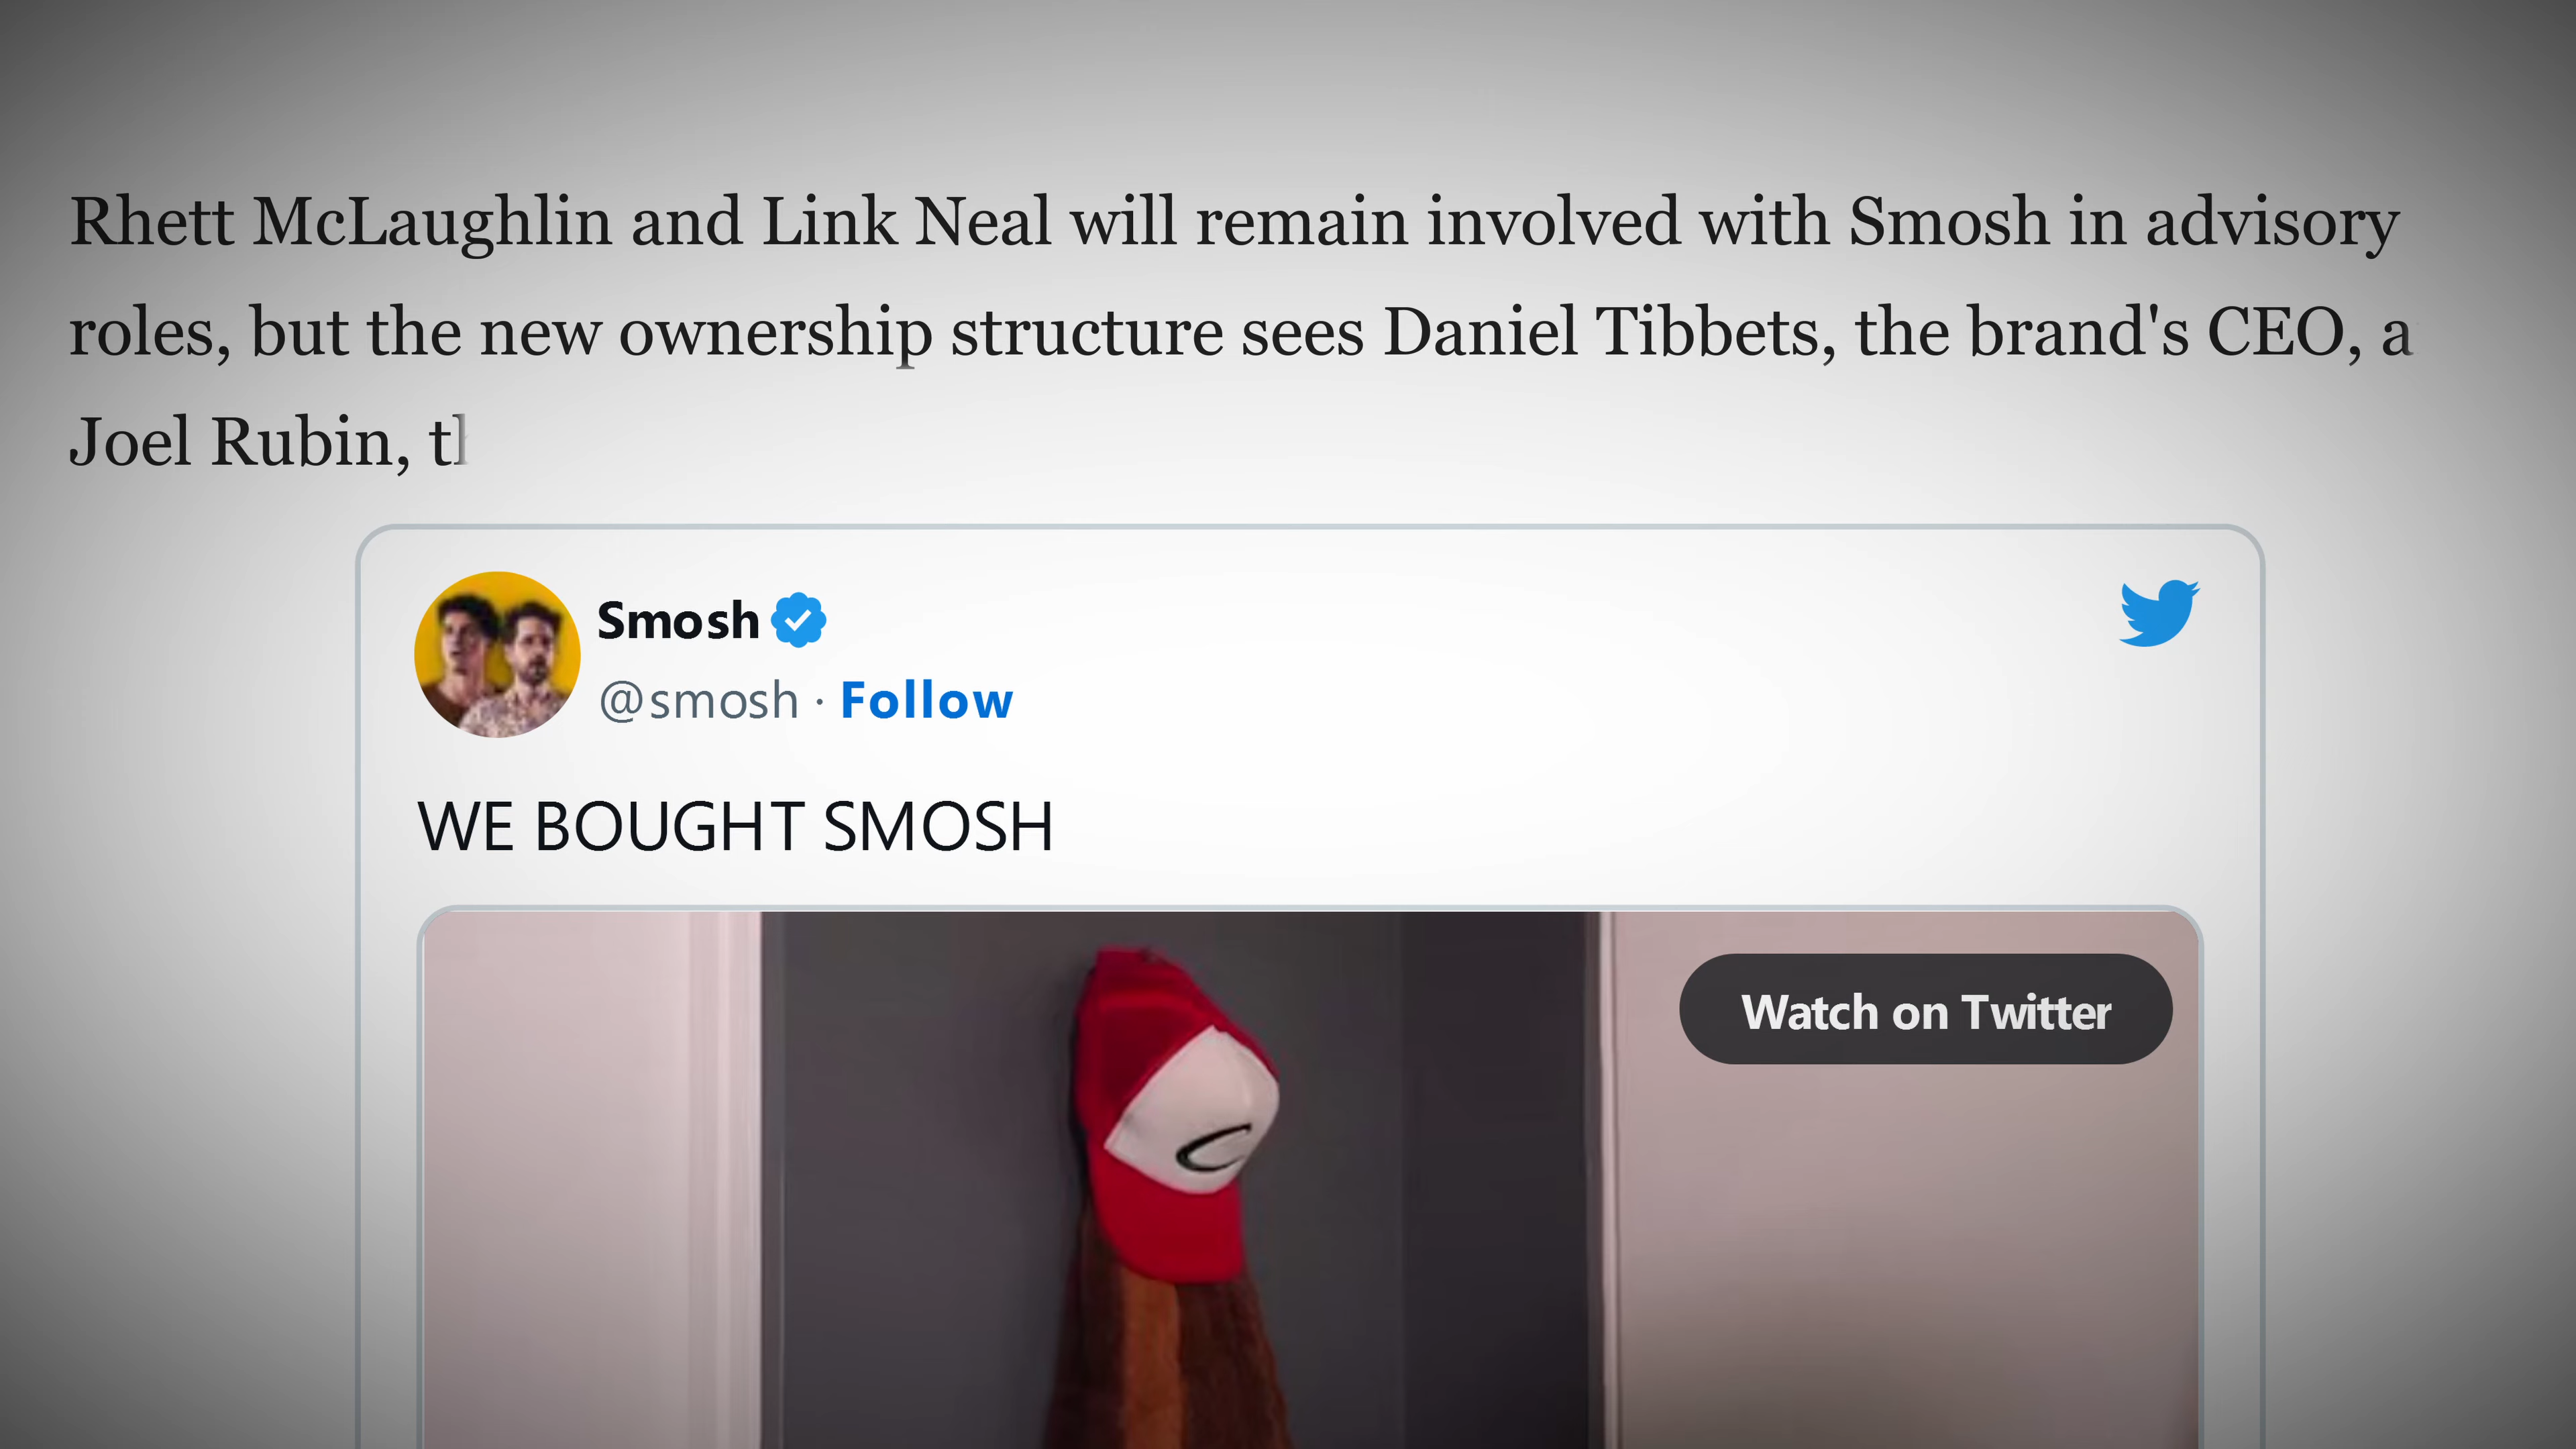 Rhett McLaughlin and Link Neal will remain involved with Smosh in advisory
roles, but the new ownership structure sees Daniel Tibbets, the brand's CEO, a
Joel Rubin,
Smosh
@smosh · Follow
WE BOUGHT SMOSH
Watch on Twitter